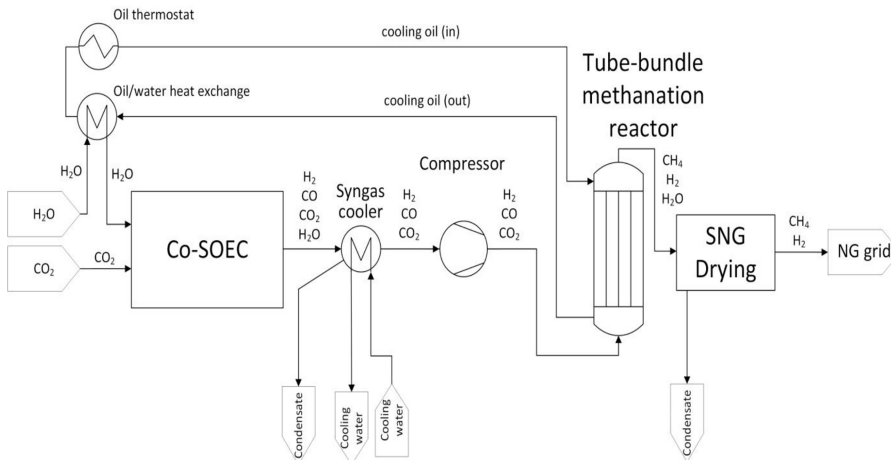 Oil thermostat
cooling oil (in)
Oil/water heat exchange
cooling oil (out)
Tube-bundle
methanation
reactor
H₂O
H₂O
H₂O
CO₂
CO₂
Co-SOEC
H₂
CO
CO₂
H₂O
Syngas
cooler
H₂
CO
CO₂
Compressor
H₂
CO
CO₂
CH₄
H₂
H₂O
SNG
Drying
CH₄
H₂
NG grid
Condensate
Cooling
water
Cooling
water
Condensate